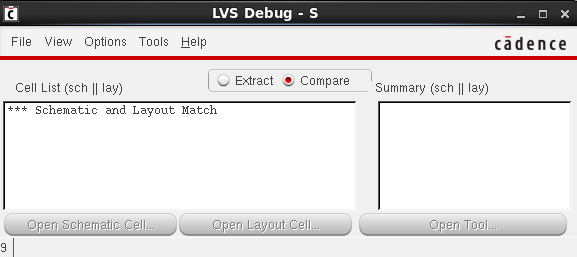 LVS Debug - S
File View Options Tools Help
cādence
Extract Compare
Cell List (sch || lay) Summary (sch || lay)
*** Schematic and Layout Match
Open Schematic Cell... Open Layout Cell... Open Tool...
9